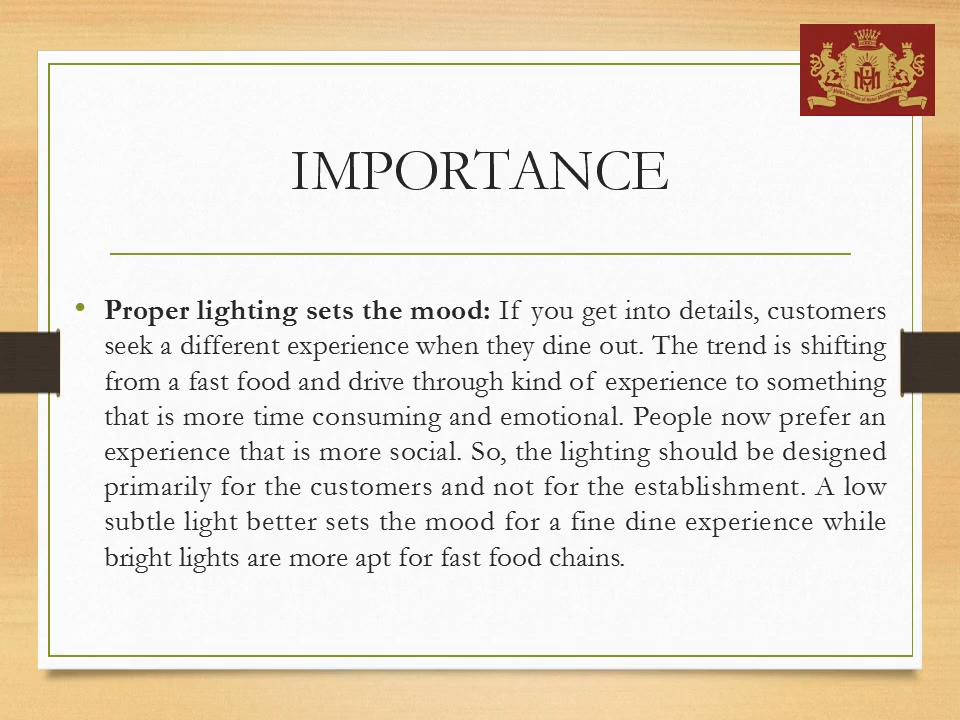 IMPORTANCE
• Proper lighting sets the mood: If you get into details, customers
seek a different experience when they dine out. The trend is shifting
from a fast food and drive through kind of experience to something
that is more time consuming and emotional. People now prefer an
experience that is more social. So, the lighting should be designed
primarily for the customers and not for the establishment. A low
subtle light better sets the mood for a fine dine experience while
bright lights are more apt for fast food chains.